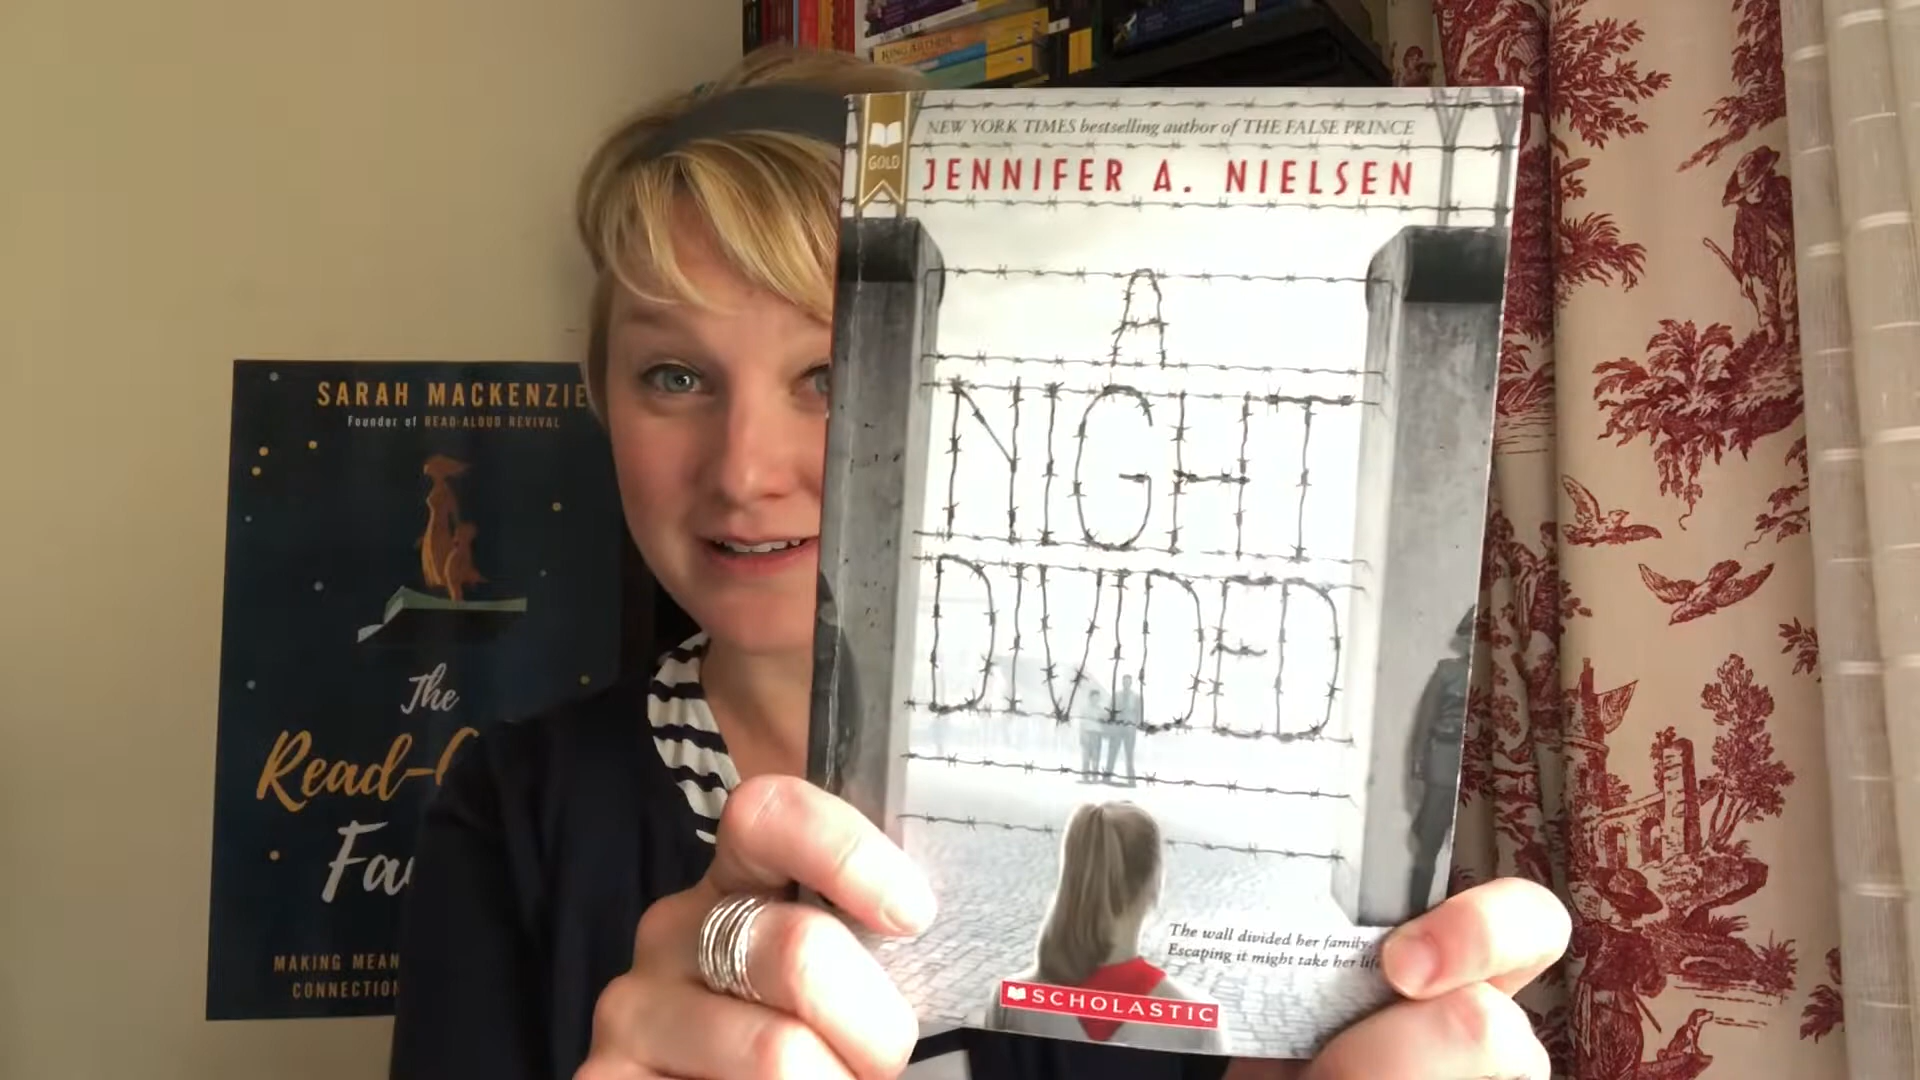 KING ARTHUR
NEW YORK TIMES bestselling author of THE FALSE PRINCE
GOLD
JENNIFER A. NIELSEN
A
NIGHT
DIVIDED
The wall divided her family.
Escaping it might take her
SCHOLASTIC
SARAH MACKENZIE
Founder of READ-ALOUD REVIVAL
The
Read-
Fa
MAKING MEAN
CONNECTION